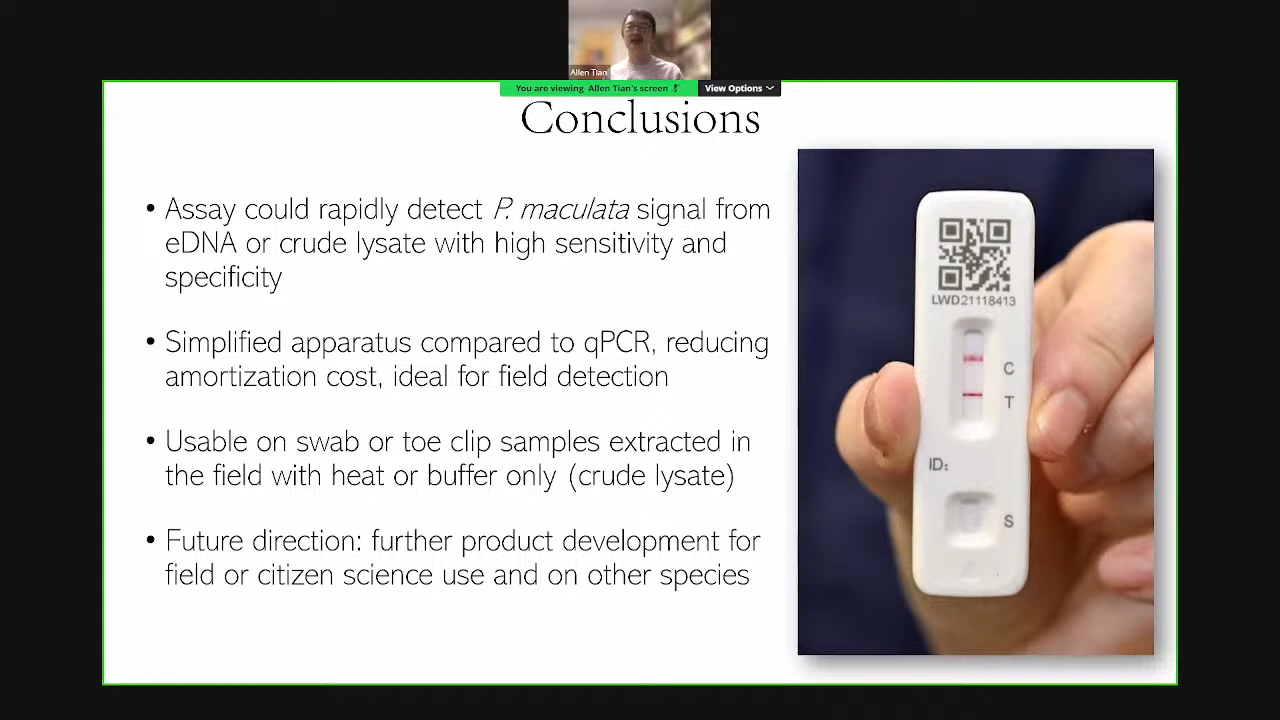 Allen Tian
You are viewing Allen Tian's screen
View Options
Conclusions
• Assay could rapidly detect P. maculata signal from
eDNA or crude lysate with high sensitivity and
specificity
• Simplified apparatus compared to qPCR, reducing
amortization cost, ideal for field detection
• Usable on swab or toe clip samples extracted in
the field with heat or buffer only (crude lysate)
• Future direction: further product development for
field or citizen science use and on other species
LWD21118413
C
T
ID:
S